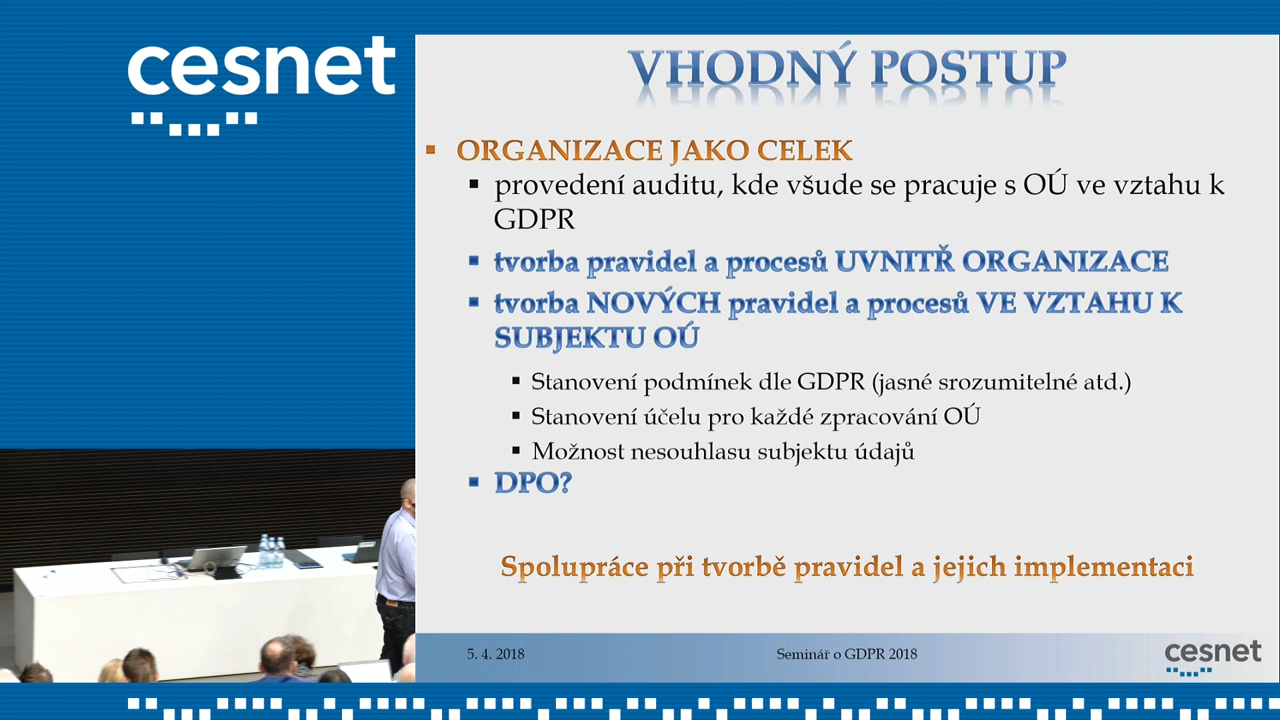 cesnet
VHODNÝ POSTUP
ORGANIZACE JAKO CELEK
provedení auditu, kde všude se pracuje s OÚ ve vztahu k
GDPR
tvorba pravidel a procesů UVNITŘ ORGANIZACE
tvorba NOVÝCH pravidel a procesů VE VZTAHU K
SUBJEKTU OÚ
Stanovení podmínek dle GDPR (jasné srozumitelné atd.)
Stanovení účelu pro každé zpracování OÚ
Možnost nesouhlasu subjektu údajů
DPO?
Spolupráce při tvorbě pravidel a jejich implementaci
5. 4. 2018
Seminář o GDPR 2018
cesnet